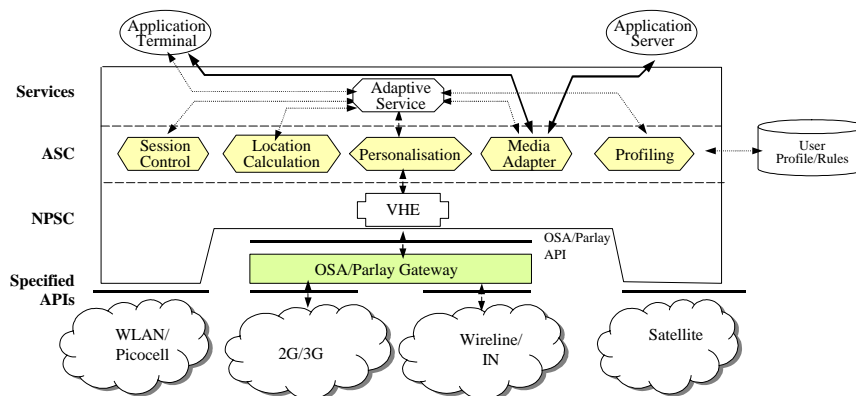 Application
Terminal
Application
Server
Services
Adaptive
Service
ASC
Session
Control
Location
Calculation
Personalisation
Media
Adapter
Profiling
User
Profile/Rules
NPSC
VHE
OSA/Parlay
API
OSA/Parlay Gateway
Specified
APIs
WLAN/
Picocell
2G/3G
Wireline/
IN
Satellite